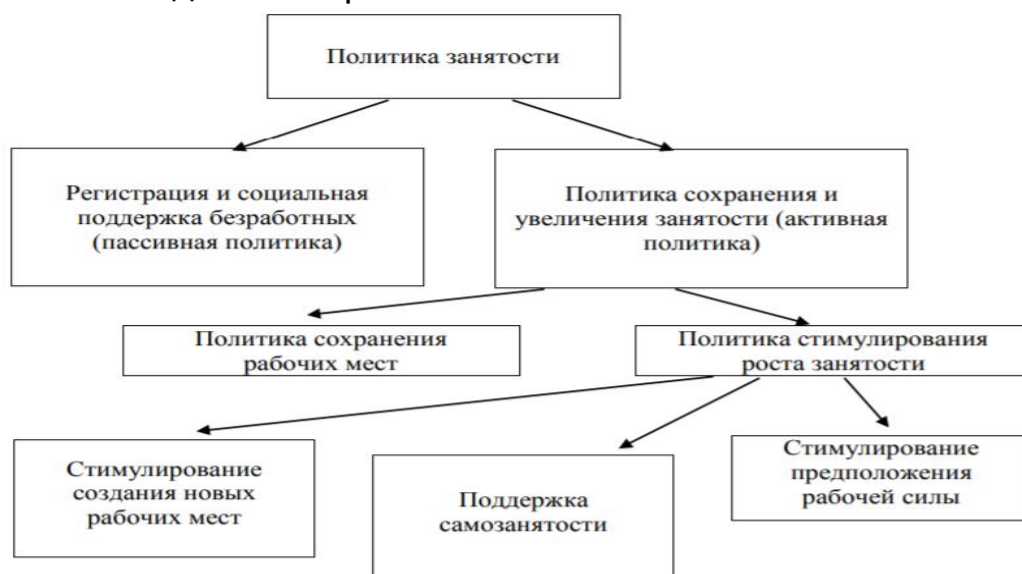 Политика занятости
Регистрация и социальная
поддержка безработных
(пассивная политика)
Политика сохранения и
увеличения занятости (активная
политика)
Политика сохранения
рабочих мест
Политика стимулирования
роста занятости
Стимулирование
создания новых
рабочих мест
Поддержка
самозанятости
Стимулирование
предположения
рабочей силы